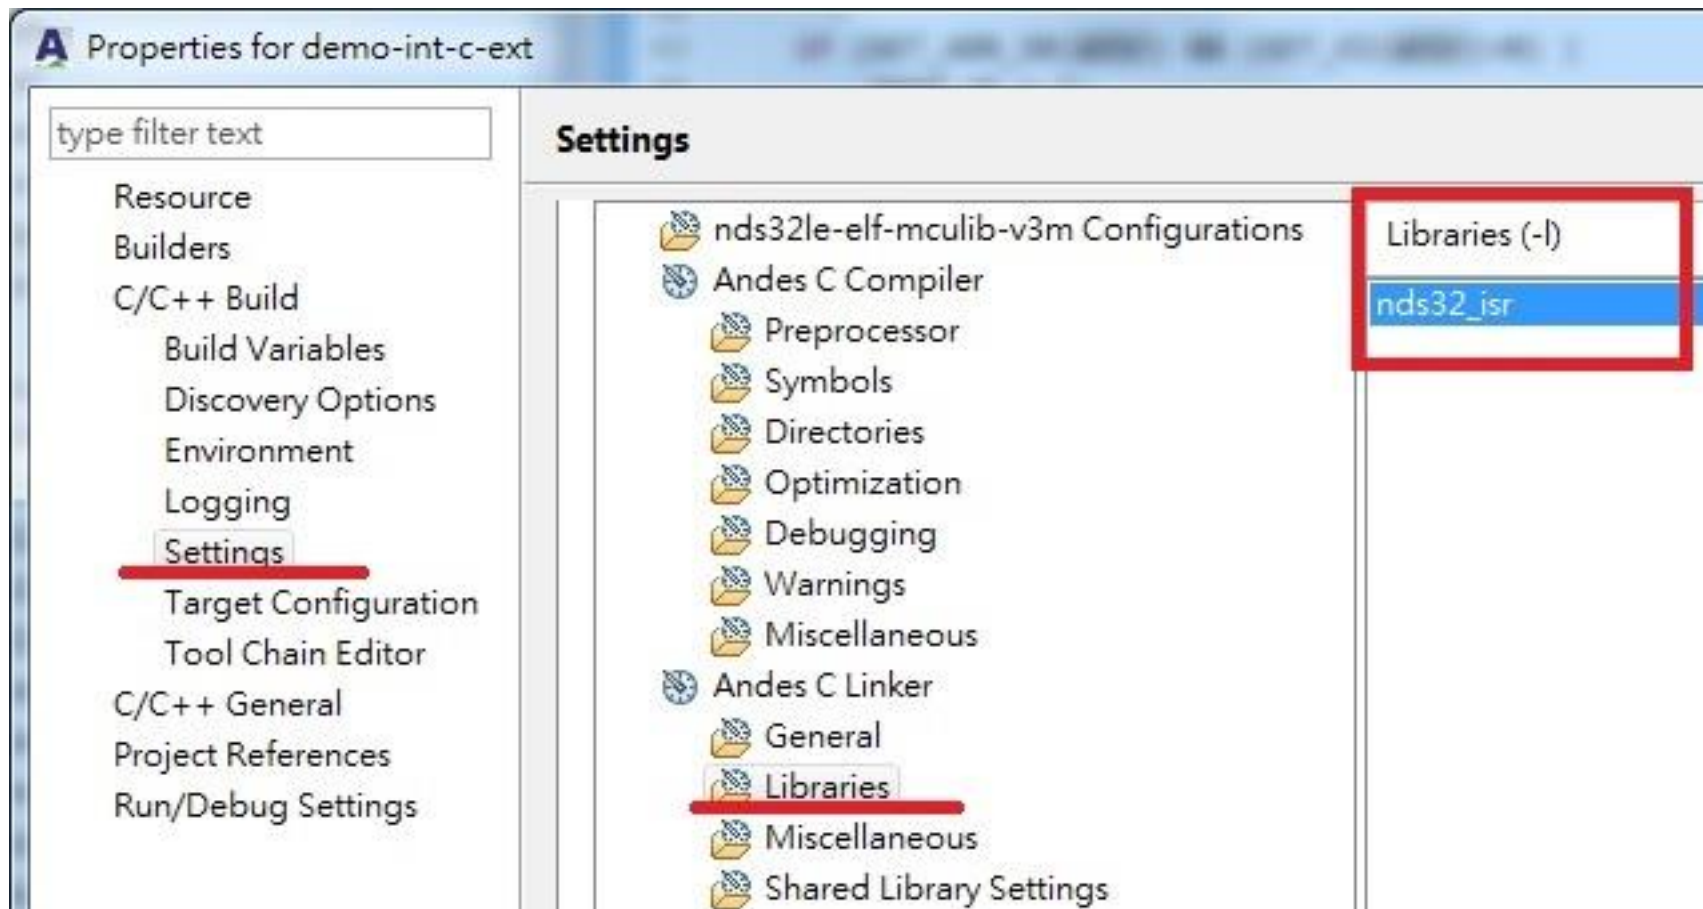 Properties for demo-int-c-ext
type filter text
Resource
Builders
C/C++ Build
Build Variables
Discovery Options
Environment
Logging
Settings
Target Configuration
Tool Chain Editor
C/C++ General
Project References
Run/Debug Settings
Settings
nds32le-elf-mculib-v3m Configurations
Andes C Compiler
Preprocessor
Symbols
Directories
Optimization
Debugging
Warnings
Miscellaneous
Andes C Linker
General
Libraries
Miscellaneous
Shared Library Settings
Libraries (-l)
nds32_isr